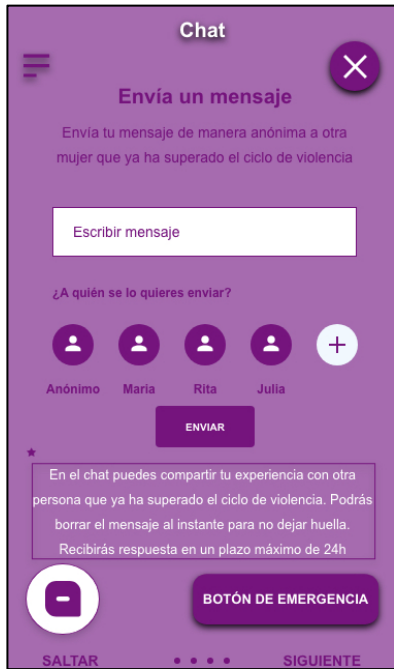 Chat
Envía un mensaje
Envía tu mensaje de manera anónima a otra
mujer que ya ha superado el ciclo de violencia
Escribir mensaje
¿A quién se lo quieres enviar?
Anónimo Maria Rita Julia
ENVIAR
En el chat puedes compartir tu experiencia con otra
persona que ya ha superado el ciclo de violencia. Podrás
borrar el mensaje al instante para no dejar huella.
Recibirás respuesta en un plazo máximo de 24h
BOTÓN DE EMERGENCIA
SALTAR SIGUIENTE